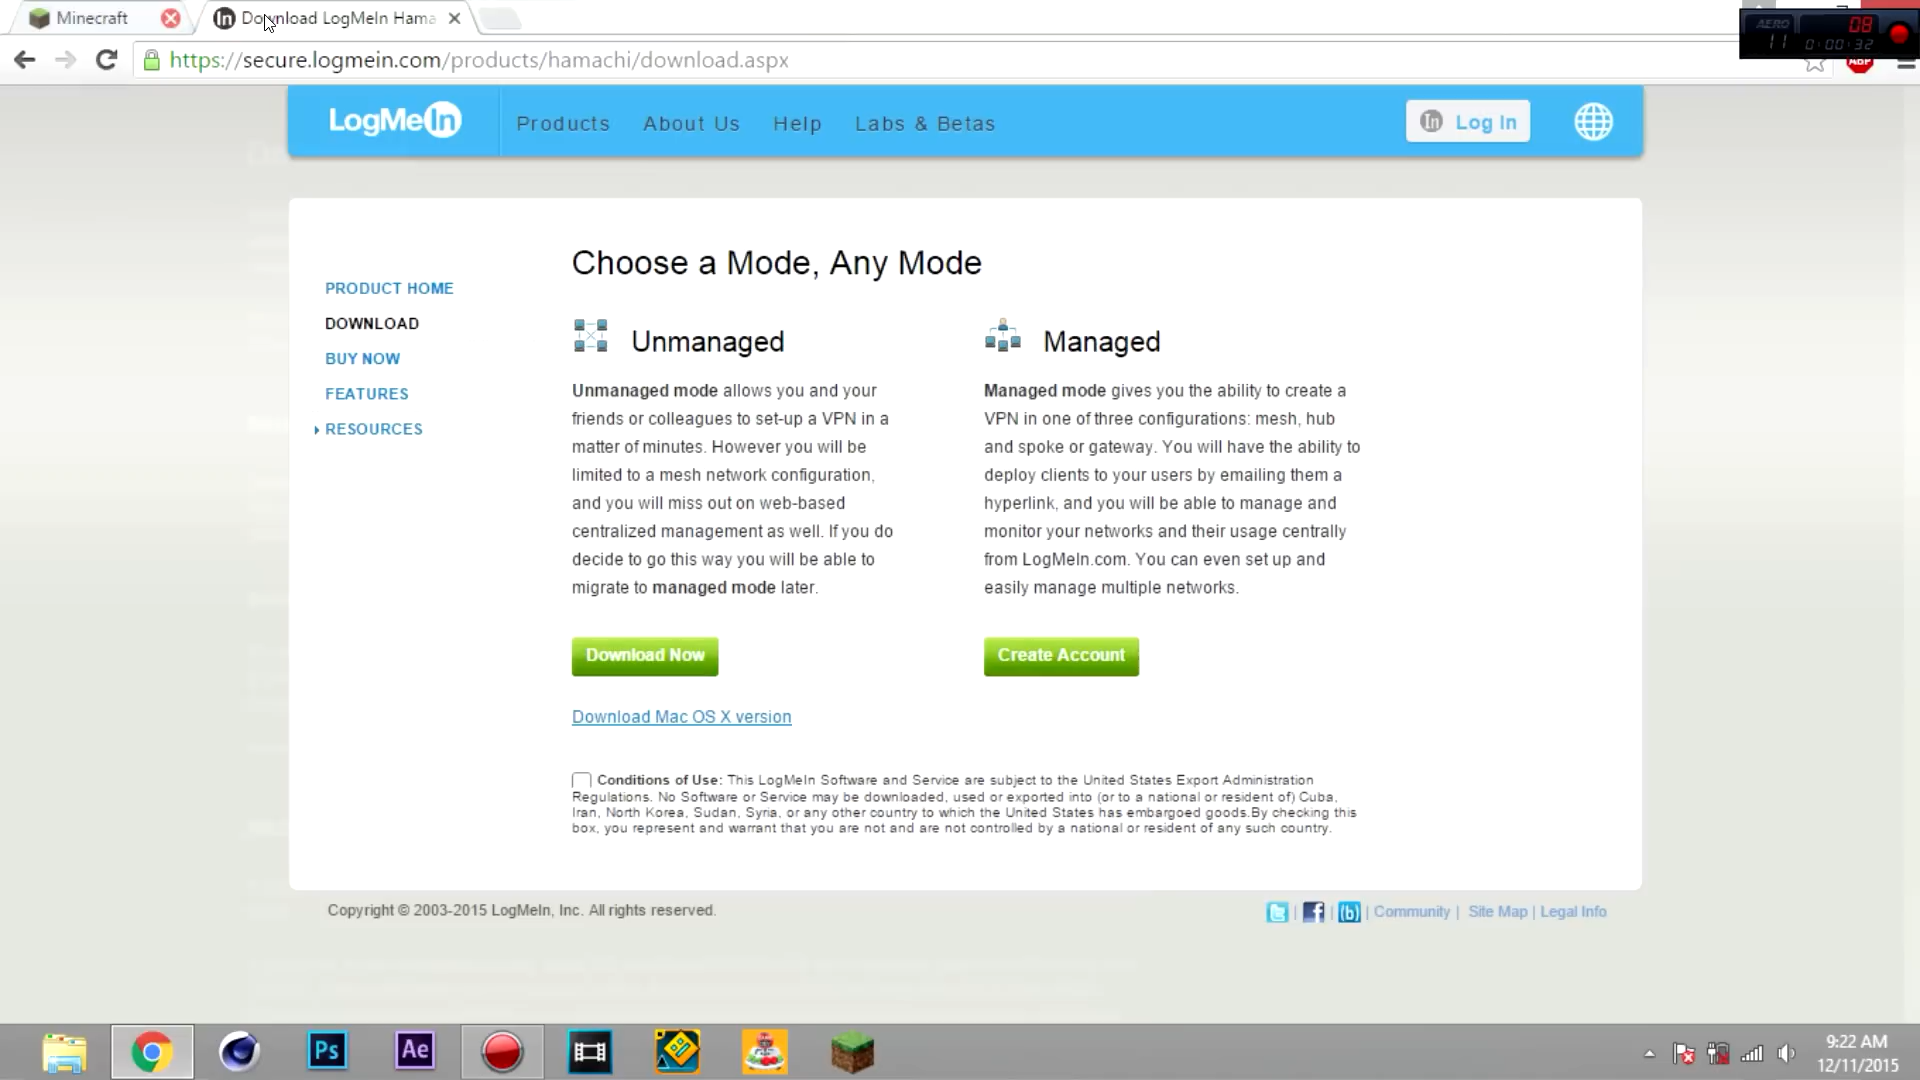 Minecraft
Download LogMeIn Hama
AERO
08
11
0:00:32
https://secure.logmein.com/products/hamachi/download.aspx
ABP
LogMeIn
Products
About Us
Help
Labs & Betas
in Log In
Choose a Mode, Any Mode
PRODUCT HOME
DOWNLOAD
BUY NOW
FEATURES
RESOURCES
Unmanaged
Unmanaged mode allows you and your
friends or colleagues to set-up a VPN in a
matter of minutes. However you will be
limited to a mesh network configuration,
and you will miss out on web-based
centralized management as well. If you do
decide to go this way you will be able to
migrate to managed mode later.
Download Now
Download Mac OS X version
Managed
Managed mode gives you the ability to create a
VPN in one of three configurations: mesh, hub
and spoke or gateway. You will have the ability to
deploy clients to your users by emailing them a
hyperlink, and you will be able to manage and
monitor your networks and their usage centrally
from LogMeIn.com. You can even set up and
easily manage multiple networks.
Create Account
Conditions of Use: This LogMeIn Software and Service are subject to the United States Export Administration
Regulations. No Software or Service may be downloaded, used or exported into (or to a national or resident of) Cuba,
Iran, North Korea, Sudan, Syria, or any other country to which the United States has embargoed goods.By checking this
box, you represent and warrant that you are not and are not controlled by a national or resident of any such country.
Copyright © 2003-2015 LogMeIn, Inc. All rights reserved.
| f | (b) | Community | Site Map | Legal Info
Ps
Ae
9:22 AM
12/11/2015